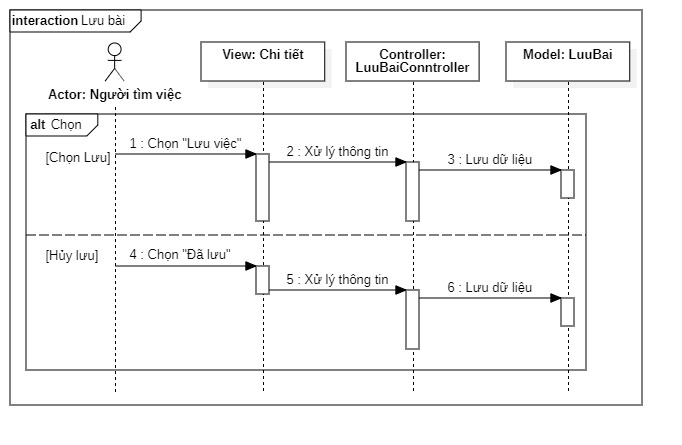 interaction Lưu bài
View: Chi tiết
Controller:
LuuBaiConntroller
Model: LuuBai
Actor: Người tìm việc
alt Chọn
1 : Chọn "Lưu việc"
[Chọn Lưu]
2 : Xử lý thông tin
3 : Lưu dữ liệu
[Hủy lưu]
4 : Chọn "Đã lưu"
5 : Xử lý thông tin
6 : Lưu dữ liệu